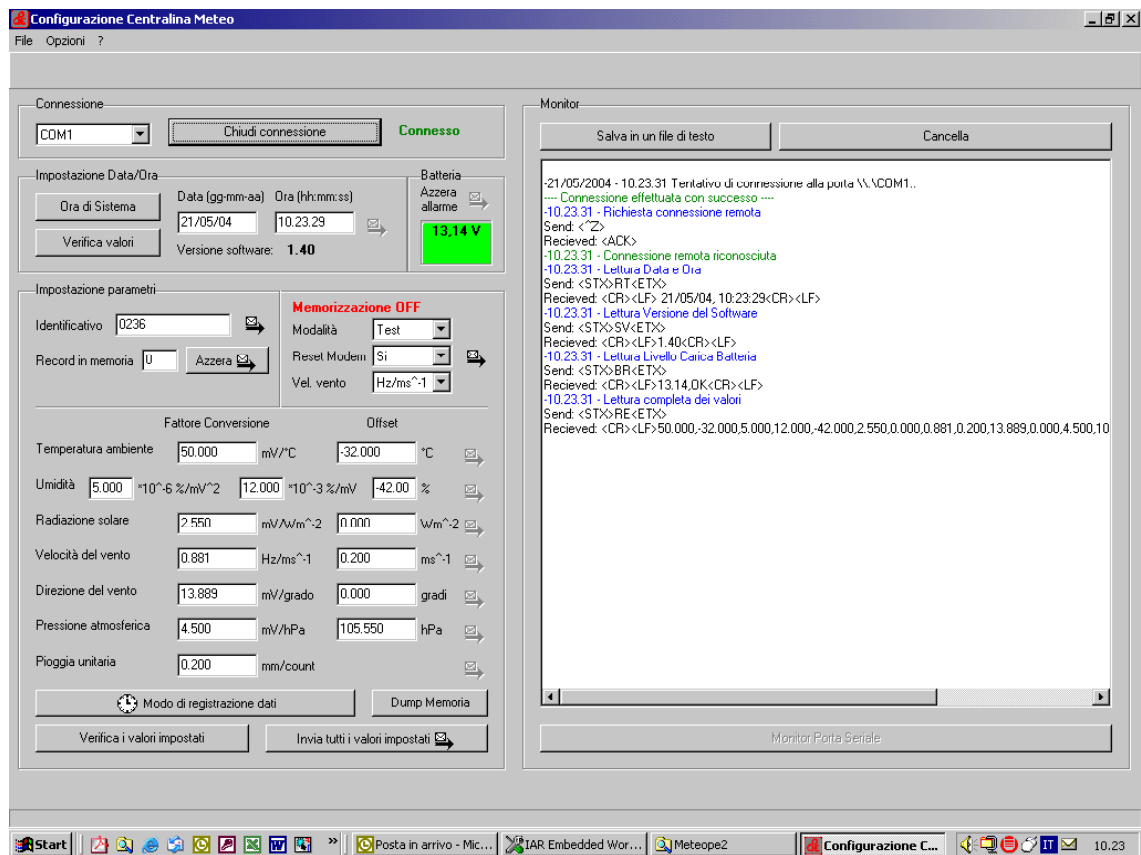 Configurazione Centralina Meteo
File Opzioni ?
Connessione
COM1
Chiudi connessione
Connesso
Impostazione Data/Ora
Ora di Sistema
Verifica valori
Data (gg-mm-aa) Ora (hh:mm:ss)
21/05/04 10.23.29
Versione software: 1.40
Batteria
Azzera
allarme
13,14 V
Impostazione parametri
Identificativo 0236
Record in memoria 0 Azzera
Memorizzazione OFF
Modalità Test
Reset Modem Si
Vel. vento Hz/ms^-1
Fattore Conversione Offset
Temperatura ambiente 50.000 mV/°C -32.000 °C
Umidità 5.000 *10^-6 %/mV^2 12.000 *10^-3 %/mV -42.00 %
Radiazione solare 2.550 mV/Wm^-2 0.000 Wm^-2
Velocità del vento 0.881 Hz/ms^-1 0.200 ms^-1
Direzione del vento 13.889 mV/grado 0.000 gradi
Pressione atmosferica 4.500 mV/hPa 105.550 hPa
Pioggia unitaria 0.200 mm/count
Modo di registrazione dati
Dump Memoria
Verifica i valori impostati
Invia tutti i valori impostati
Monitor
Salva in un file di testo
Cancella
-21/05/2004 - 10.23.31 Tentativo di connessione alla porta \\.\COM1..
---- Connessione effettuata con successo ----
-10.23.31 - Richiesta connessione remota
Send: <^Z>
Recieved: <ACK>
-10.23.31 - Connessione remota riconosciuta
-10.23.31 - Lettura Data e Ora
Send: <STX>RT<ETX>
Recieved: <CR><LF> 21/05/04, 10:23:29<CR><LF>
-10.23.31 - Lettura Versione del Software
Send: <STX>SV<ETX>
Recieved: <CR><LF>1.40<CR><LF>
-10.23.31 - Lettura Livello Carica Batteria
Send: <STX>BR<ETX>
Recieved: <CR><LF>13.14,OK<CR><LF>
-10.23.31 - Lettura completa dei valori
Send: <STX>RE<ETX>
Recieved: <CR><LF>50.000,-32.000,5.000,12.000,-42.000,2.550,0.000,0.881,0.200,13.889,0.000,4.500,10
Monitor Porta Seriale
Start
»
Posta in arrivo - Mic...
IAR Embedded Wor...
Meteope2
Configurazione C...
IT
10.23